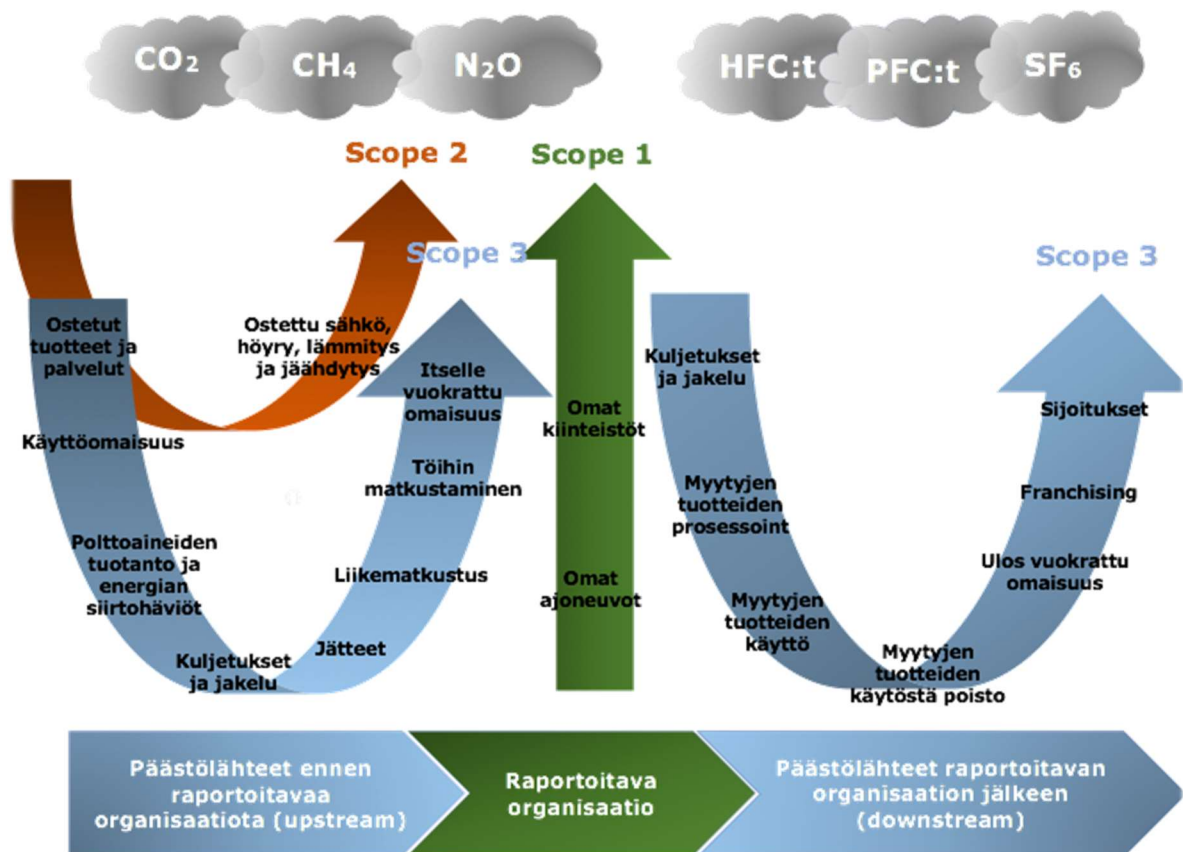 CO₂
CH₄
N₂O
HFC:t
PFC:t
SF₆
Scope 2
Scope 1
Scope 3
Scope 3
Ostetut
tuotteet ja
palvelut
Käyttöomaisuus
Polttoaineiden
tuotanto ja
energian
siirtohäviöt
Kuljetukset
ja jakelu
Jätteet
Liikematkustus
Töihin
matkustaminen
Itselle
vuokrattu
omaisuus
Ostettu sähkö,
höyry, lämmitys
ja jäähdytys
Omat
kiinteistöt
Omat
ajoneuvot
Kuljetukset
ja jakelu
Myytyjen
tuotteiden
prosessoint
Myytyjen
tuotteiden
käyttö
Myytyjen
tuotteiden
käytöstä poisto
Ulos vuokrattu
omaisuus
Franchising
Sijoitukset
Päästölähteet ennen
raportoitavaa
organisaatiota (upstream)
Raportoitava
organisaatio
Päästölähteet raportoitavan
organisaation jälkeen
(downstream)